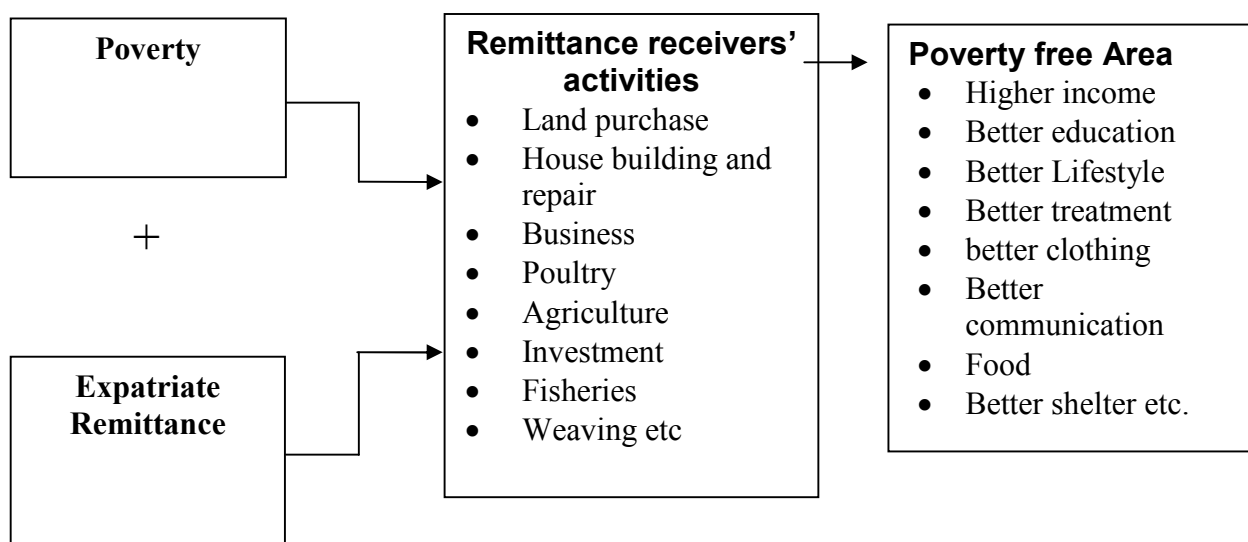 Poverty
+
Expatriate
Remittance
Remittance receivers’
activities
• Land purchase
• House building and
repair
• Business
• Poultry
• Agriculture
• Investment
• Fisheries
• Weaving etc
Poverty free Area
• Higher income
• Better education
• Better Lifestyle
• Better treatment
• better clothing
• Better
communication
• Food
• Better shelter etc.